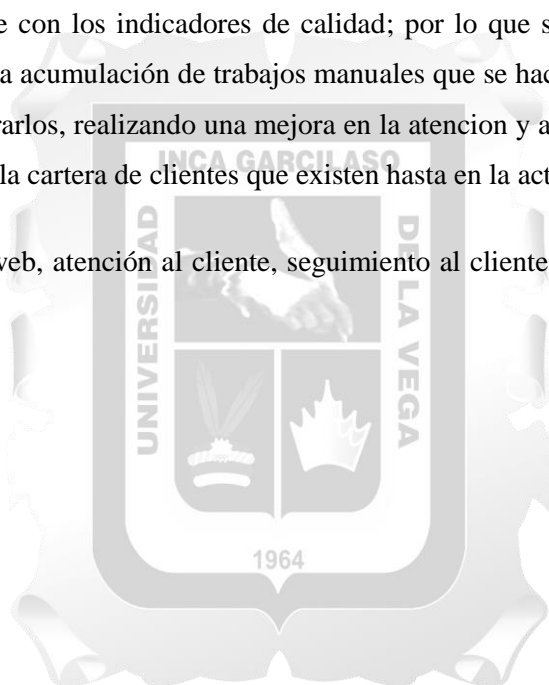 e con los indicadores de calidad; por lo que s
a acumulación de trabajos manuales que se hac
rarlos, realizando una mejora en la atencion y a
la cartera de clientes que existen hasta en la act
web, atención al cliente, seguimiento al cliente
INCA GARCILASO
UNIVERSIDAD
DE LA VEGA
1964